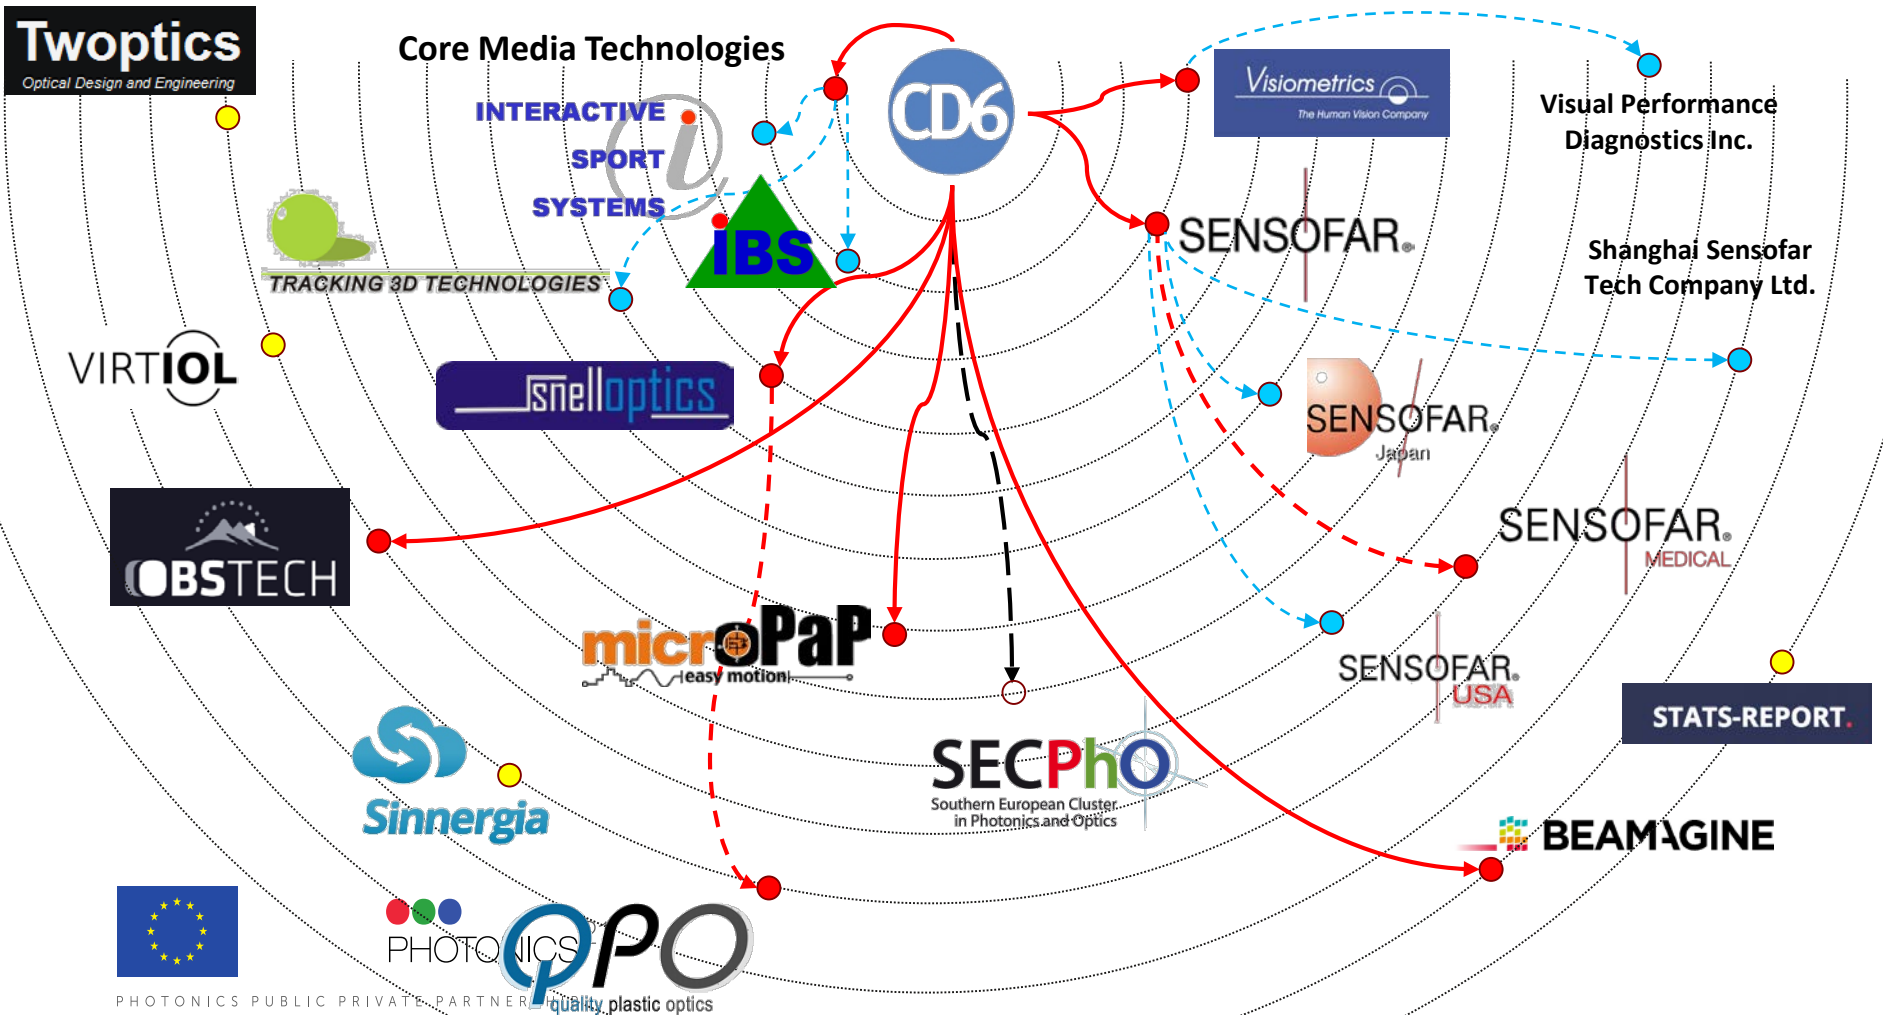 Twoptics
Optical Design and Engineering
Core Media Technologies
CD6
Visiometrics
The Human Vision Company
Visual Performance
Diagnostics Inc.
INTERACTIVE
SPORT
SYSTEMS
i
iBS
SENSOFAR®
Shanghai Sensofar
Tech Company Ltd.
TRACKING 3D TECHNOLOGIES
VIRTIOL
snelloptics
SENSOFAR®
Japan
OBSTECH
SENSOFAR®
MEDICAL
microPaP
easy motion
SENSOFAR®
USA
STATS-REPORT.
SECPhO
Southern European Cluster
in Photonics and Optics
Sinnergia
BEAMAGINE
PHOTONICS
QPO
quality plastic optics
PHOTONICS PUBLIC PRIVATE PARTNERSHIP